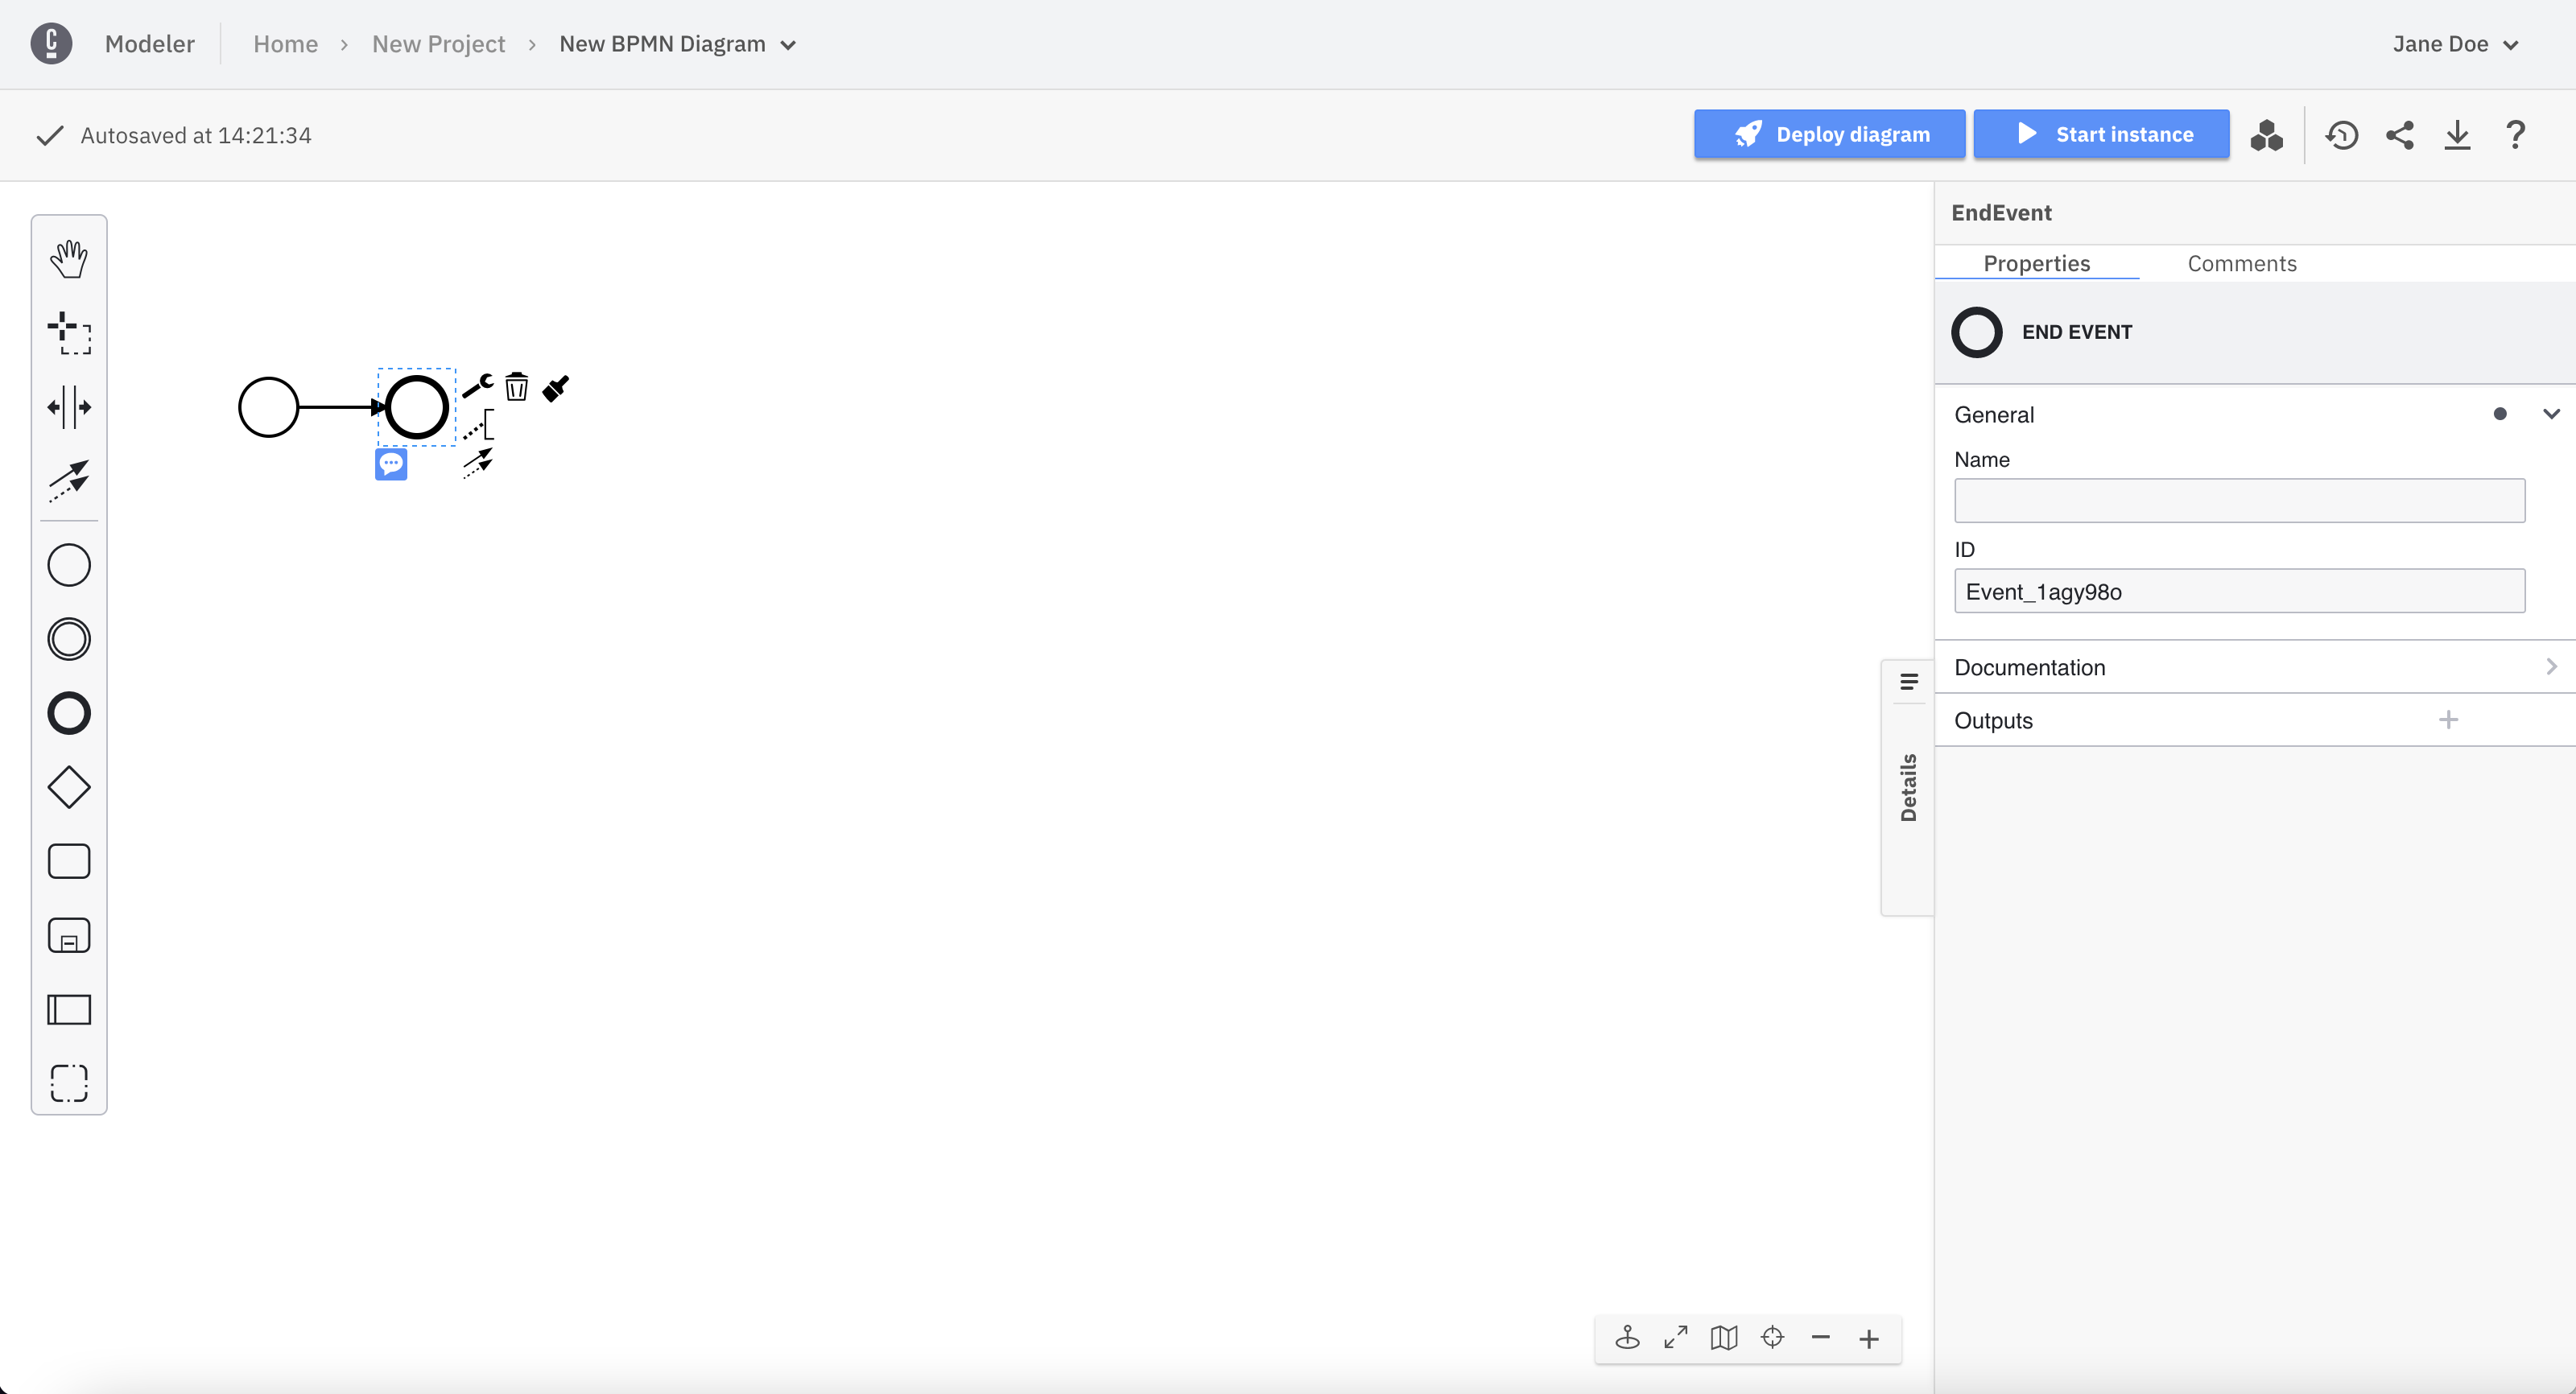 Modeler
Home › New Project › New BPMN Diagram
Jane Doe
Autosaved at 14:21:34
Deploy diagram
Start instance
?
EndEvent
Properties
Comments
END EVENT
General
Name
ID
Event_1agy98o
Documentation
Outputs
Details